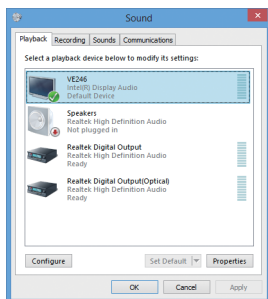 Sound
Playback Recording Sounds Communications
Select a playback device below to modify its settings:
VE246
Intel(R) Display Audio
Default Device
Speakers
Realtek High Definition Audio
Not plugged in
Realtek Digital Output
Realtek High Definition Audio
Ready
Realtek Digital Output(Optical)
Realtek High Definition Audio
Ready
Configure Set Default Properties
OK Cancel Apply